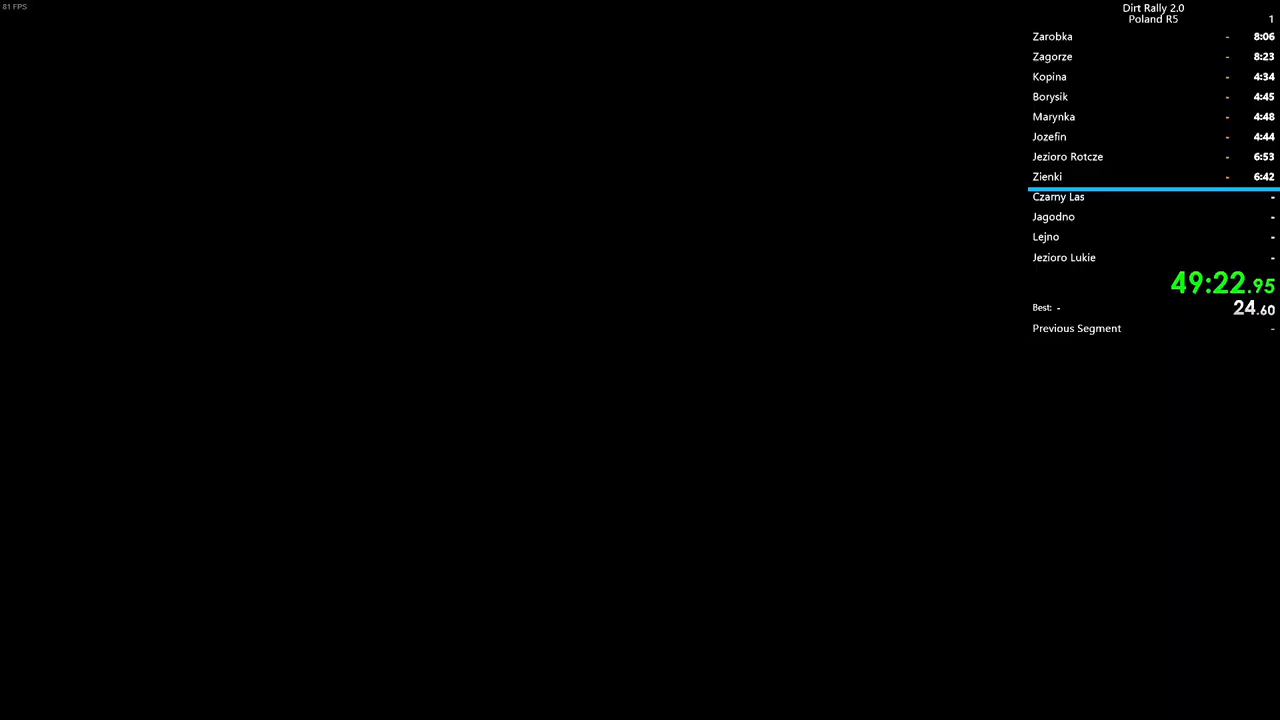 81 FPS
Dirt Rally 2.0
Poland R5 1
Zarobka - 8:06
Zagorze - 8:23
Kopina - 4:34
Borysik - 4:45
Marynka - 4:48
Jozefin - 4:44
Jezioro Rotcze - 6:53
Zienki - 6:42
Czarny Las -
Jagodno -
Lejno -
Jezioro Lukie -
49:22.95
Best: - 24.60
Previous Segment -